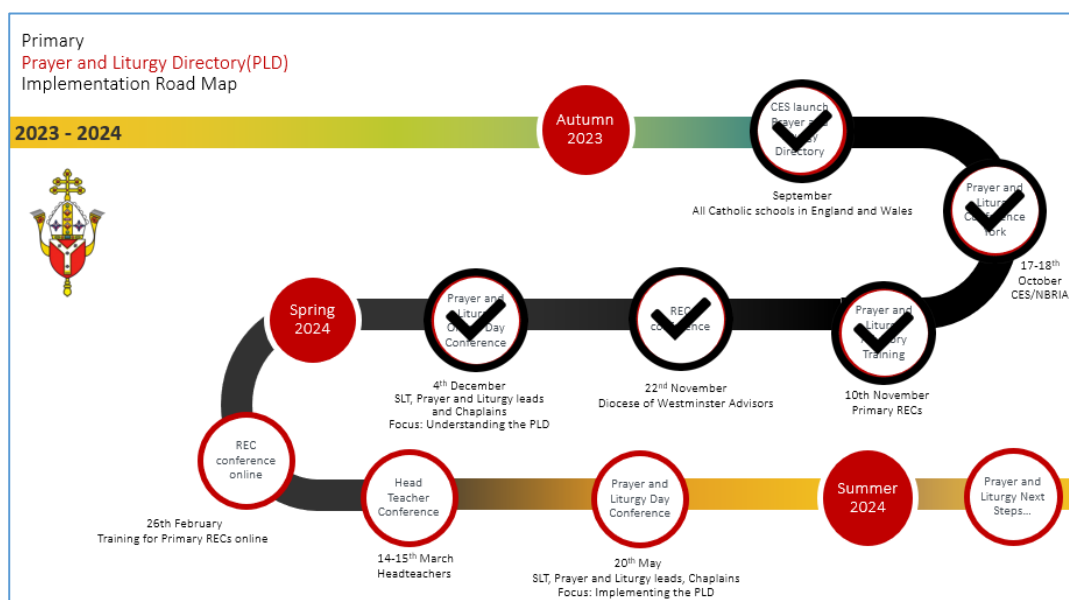 Primary
Prayer and Liturgy Directory(PLD)
Implementation Road Map
2023 - 2024
Autumn
2023
CES launch
Prayer and
Directory
September
All Catholic schools in England and Wales
Prayer and
Conference
York
17-18th
October
CES/NBRIA
Prayer and
Training
10th November
Primary RECs
REC
conference
22nd November
Diocese of Westminster Advisors
Prayer and
Day
Conference
4th December
SLT, Prayer and Liturgy leads
and Chaplains
Focus: Understanding the PLD
Spring
2024
REC
conference
online
26th February
Training for Primary RECs online
Head
Teacher
Conference
14-15th March
Headteachers
Prayer and
Liturgy Day
Conference
20th May
SLT, Prayer and Liturgy leads, Chaplains
Focus: Implementing the PLD
Summer
2024
Prayer and
Liturgy Next
Steps...